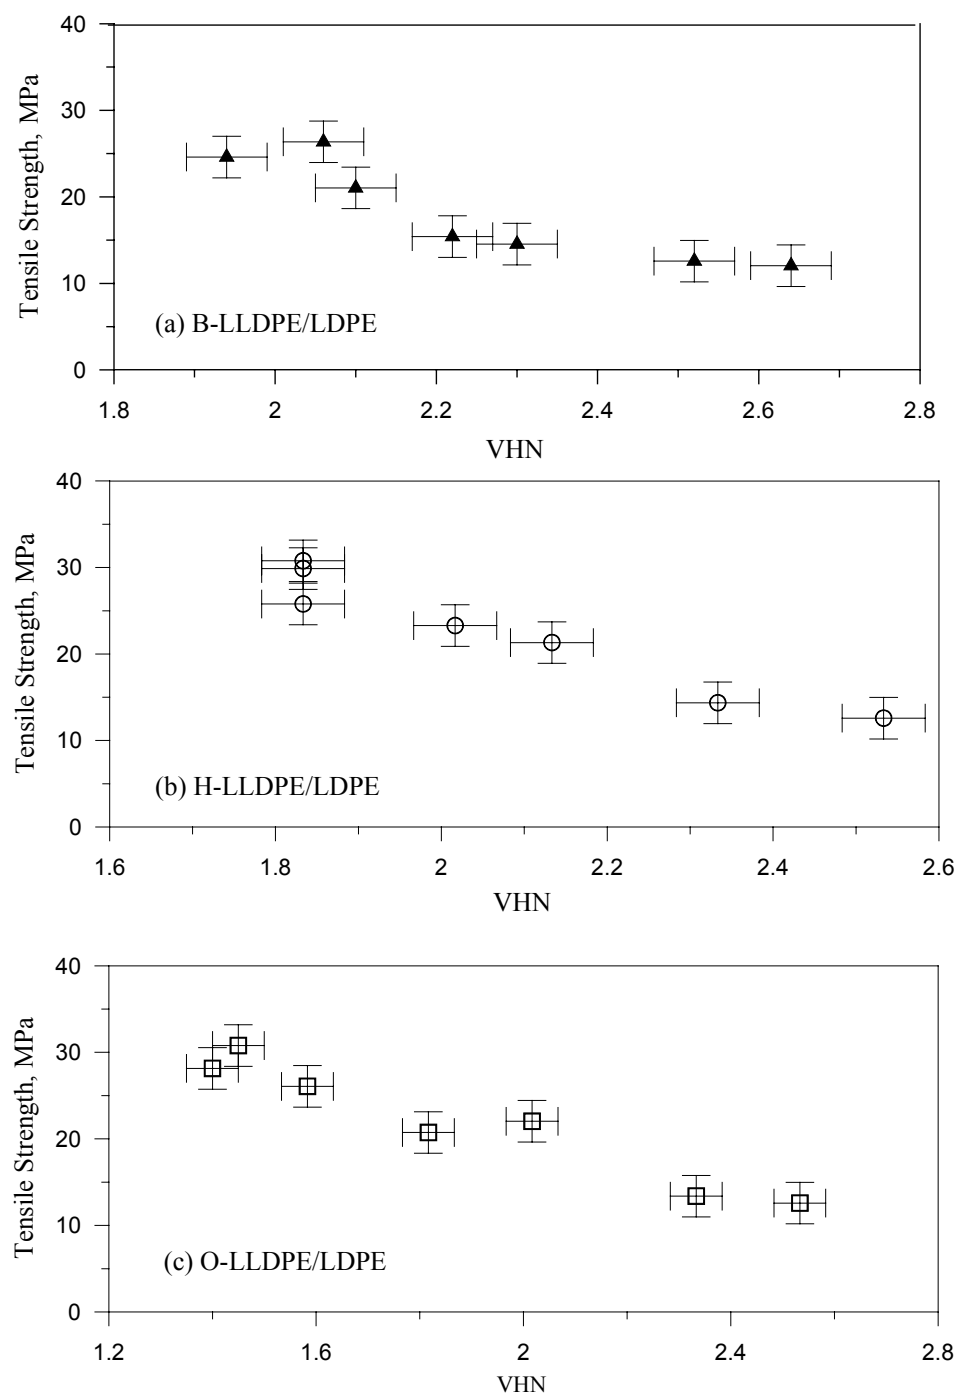 40
30
20
10
0
Tensile Strength, MPa
(a) B-LLDPE/LDPE
1.8 2 2.2 2.4 2.6 2.8
VHN
40
30
20
10
0
Tensile Strength, MPa
(b) H-LLDPE/LDPE
1.6 1.8 2 2.2 2.4 2.6
VHN
40
30
20
10
0
Tensile Strength, MPa
(c) O-LLDPE/LDPE
1.2 1.6 2 2.4 2.8
VHN